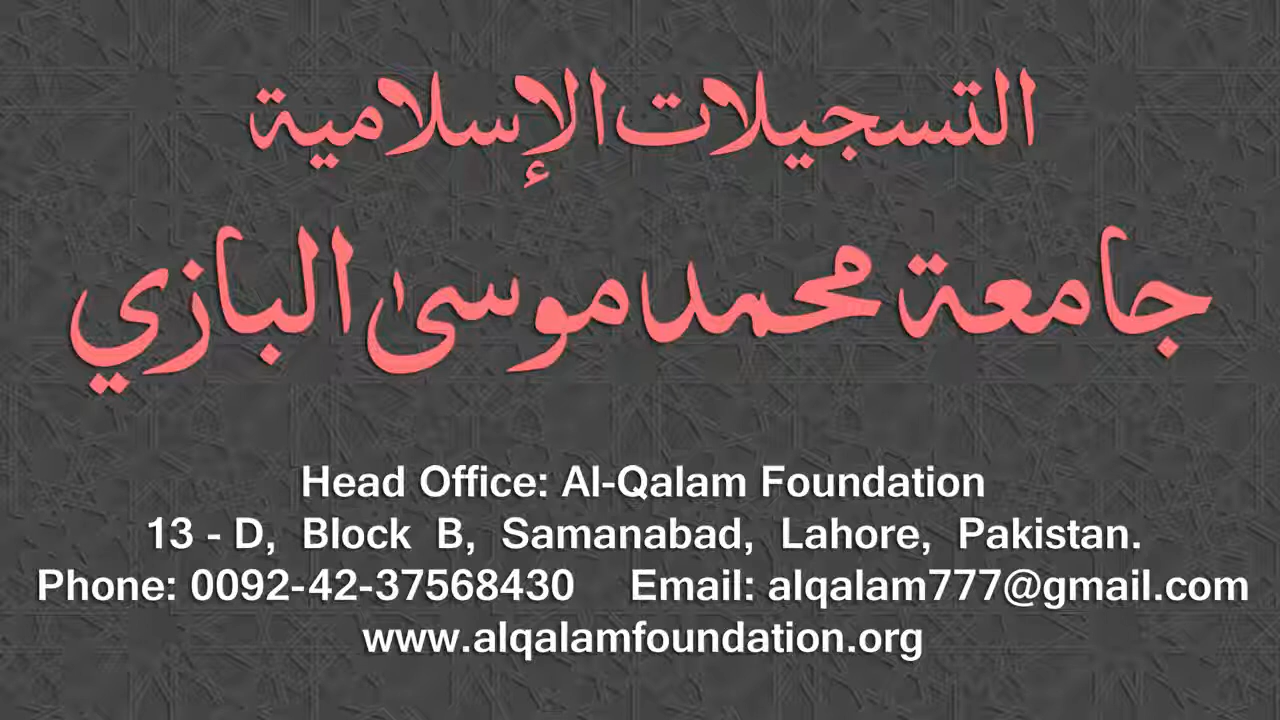 التسجيلات الإسلامية
جامعة محمد موسىٰ البازي
Head Office: Al-Qalam Foundation
13 - D, Block B, Samanabad, Lahore, Pakistan.
Phone: 0092-42-37568430 Email: alqalam777@gmail.com
www.alqalamfoundation.org